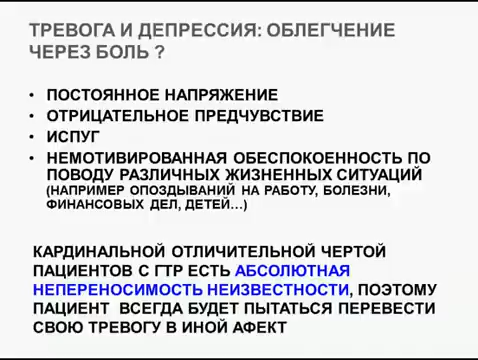 ТРЕВОГА И ДЕПРЕССИЯ: ОБЛЕГЧЕНИЕ
ЧЕРЕЗ БОЛЬ ?
• ПОСТОЯННОЕ НАПРЯЖЕНИЕ
• ОТРИЦАТЕЛЬНОЕ ПРЕДЧУВСТВИЕ
• ИСПУГ
• НЕМОТИВИРОВАННАЯ ОБЕСПОКОЕННОСТЬ ПО
ПОВОДУ РАЗЛИЧНЫХ ЖИЗНЕННЫХ СИТУАЦИЙ
(НАПРИМЕР ОПОЗДЫВАНИЙ НА РАБОТУ, БОЛЕЗНИ,
ФИНАНСОВЫХ ДЕЛ, ДЕТЕЙ…)
КАРДИНАЛЬНОЙ ОТЛИЧИТЕЛЬНОЙ ЧЕРТОЙ
ПАЦИЕНТОВ С ГТР ЕСТЬ АБСОЛЮТНАЯ
НЕПЕРЕНОСИМОСТЬ НЕИЗВЕСТНОСТИ, ПОЭТОМУ
ПАЦИЕНТ ВСЕГДА БУДЕТ ПЫТАТЬСЯ ПЕРЕВЕСТИ
СВОЮ ТРЕВОГУ В ИНОЙ АФЕКТ